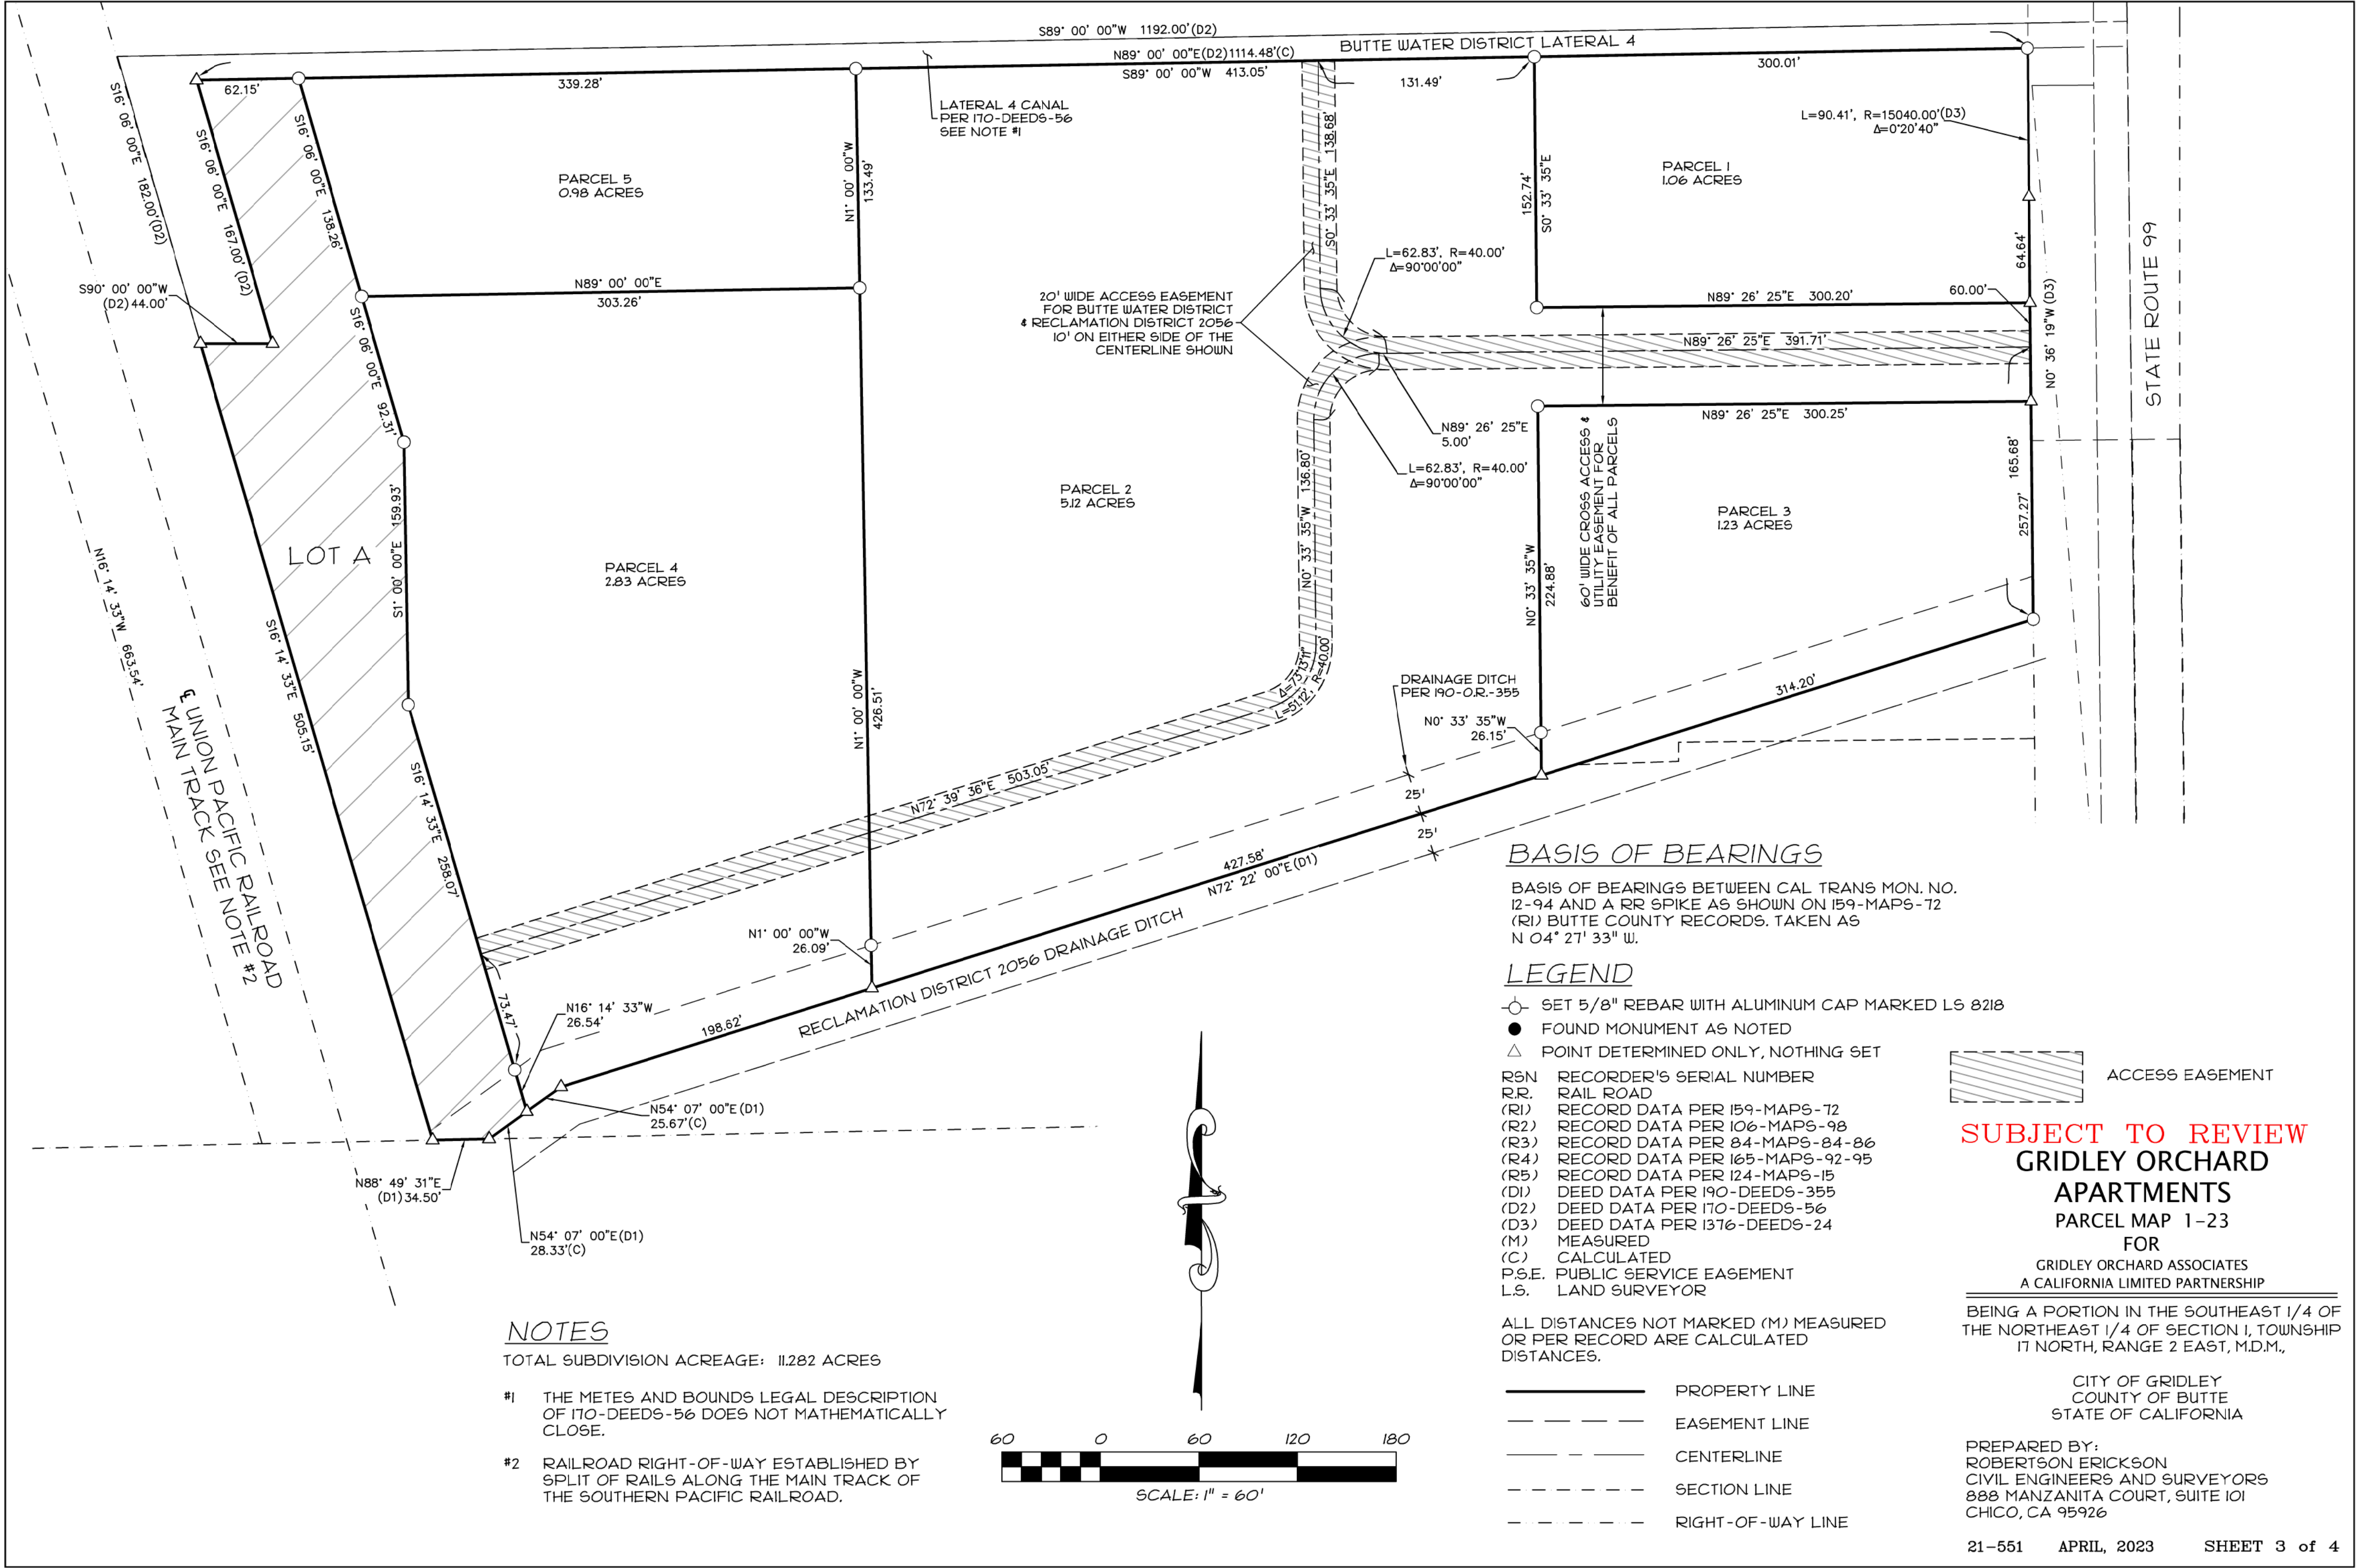 S89° 00' 00"W 1192.00'(D2)
N89° 00' 00"E(D2)1114.48'(C)
BUTTE WATER DISTRICT LATERAL 4
S89° 00' 00"W 413.05'
62.15'
339.28'
131.49'
300.01'
LATERAL 4 CANAL
PER 170-DEEDS-56
SEE NOTE #1
L=90.41', R=15040.00'(D3)
Δ=0°20'40"
S16° 06' 00"E 182.00'(D2)
S16° 06' 00"E 167.00' (D2)
S16° 06' 00"E 138.26'
PARCEL 5
0.98 ACRES
N1° 00' 00"W
133.49'
S0° 33' 35"E 138.68'
152.74'
S0° 33' 35"E
PARCEL 1
1.06 ACRES
64.64'
N0° 36' 19"W (D3)
STATE ROUTE 99
S90° 00' 00"W
(D2) 44.00'
N89° 00' 00"E
303.26'
L=62.83', R=40.00'
Δ=90°00'00"
20' WIDE ACCESS EASEMENT
FOR BUTTE WATER DISTRICT
& RECLAMATION DISTRICT 2056
10' ON EITHER SIDE OF THE
CENTERLINE SHOWN
N89° 26' 25"E 300.20'
60.00'
N89° 26' 25"E 391.71'
S16° 06' 00"E 92.31'
N89° 26' 25"E
5.00'
N89° 26' 25"E 300.25'
L=62.83', R=40.00'
Δ=90°00'00"
60' WIDE CROSS ACCESS &
UTILITY EASEMENT FOR
BENEFIT OF ALL PARCELS
165.68'
257.27'
PARCEL 2
5.12 ACRES
PARCEL 3
1.23 ACRES
N0° 33' 35"W 136.80'
N0° 33' 35"W
224.88'
S1° 00' 00"E 159.93'
LOT A
PARCEL 4
2.83 ACRES
N16° 14' 33"W 663.54'
S16° 14' 33"E 505.15'
℄ UNION PACIFIC RAILROAD
MAIN TRACK SEE NOTE #2
N1° 00' 00"W
426.51'
Δ=73°13'11"
L=51.12', R=40.00'
DRAINAGE DITCH
PER 190-O.R.-355
N0° 33' 35"W
26.15'
314.20'
S16° 14' 33"E 258.07'
N72° 39' 36"E 503.05'
25'
25'
427.58'
N72° 22' 00"E(D1)
N1° 00' 00"W
26.09'
RECLAMATION DISTRICT 2056 DRAINAGE DITCH
73.47'
N16° 14' 33"W
26.54'
198.62'
N54° 07' 00"E(D1)
25.67'(C)
N88° 49' 31"E
(D1) 34.50'
N54° 07' 00"E(D1)
28.33'(C)
BASIS OF BEARINGS
BASIS OF BEARINGS BETWEEN CAL TRANS MON. NO.
12-94 AND A RR SPIKE AS SHOWN ON 159-MAPS-72
(R1) BUTTE COUNTY RECORDS. TAKEN AS
N 04° 27' 33" W.
LEGEND
SET 5/8" REBAR WITH ALUMINUM CAP MARKED LS 8218
FOUND MONUMENT AS NOTED
POINT DETERMINED ONLY, NOTHING SET
RSN RECORDER'S SERIAL NUMBER
R.R. RAIL ROAD
(R1) RECORD DATA PER 159-MAPS-72
(R2) RECORD DATA PER 106-MAPS-98
(R3) RECORD DATA PER 84-MAPS-84-86
(R4) RECORD DATA PER 165-MAPS-92-95
(R5) RECORD DATA PER 124-MAPS-15
(D1) DEED DATA PER 190-DEEDS-355
(D2) DEED DATA PER 170-DEEDS-56
(D3) DEED DATA PER 1376-DEEDS-24
(M) MEASURED
(C) CALCULATED
P.S.E. PUBLIC SERVICE EASEMENT
L.S. LAND SURVEYOR
ALL DISTANCES NOT MARKED (M) MEASURED
OR PER RECORD ARE CALCULATED
DISTANCES.
PROPERTY LINE
EASEMENT LINE
CENTERLINE
SECTION LINE
RIGHT-OF-WAY LINE
ACCESS EASEMENT
NOTES
TOTAL SUBDIVISION ACREAGE: 11.282 ACRES
#1 THE METES AND BOUNDS LEGAL DESCRIPTION
OF 170-DEEDS-56 DOES NOT MATHEMATICALLY
CLOSE.
#2 RAILROAD RIGHT-OF-WAY ESTABLISHED BY
SPLIT OF RAILS ALONG THE MAIN TRACK OF
THE SOUTHERN PACIFIC RAILROAD.
60 0 60 120 180
SCALE: 1" = 60'
SUBJECT TO REVIEW
GRIDLEY ORCHARD
APARTMENTS
PARCEL MAP 1-23
FOR
GRIDLEY ORCHARD ASSOCIATES
A CALIFORNIA LIMITED PARTNERSHIP
BEING A PORTION IN THE SOUTHEAST 1/4 OF
THE NORTHEAST 1/4 OF SECTION 1, TOWNSHIP
17 NORTH, RANGE 2 EAST, M.D.M.,
CITY OF GRIDLEY
COUNTY OF BUTTE
STATE OF CALIFORNIA
PREPARED BY:
ROBERTSON ERICKSON
CIVIL ENGINEERS AND SURVEYORS
888 MANZANITA COURT, SUITE 101
CHICO, CA 95926
21-551 APRIL, 2023 SHEET 3 of 4